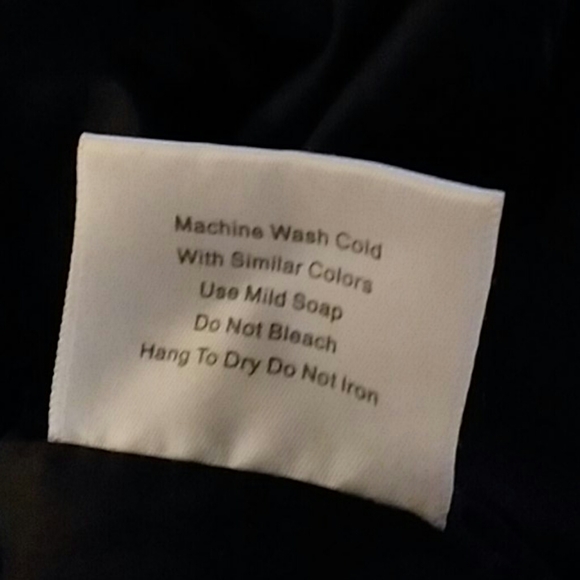 Machine Wash Cold
With Similar Colors
Use Mild Soap
Do Not Bleach
Hang To Dry Do Not Iron